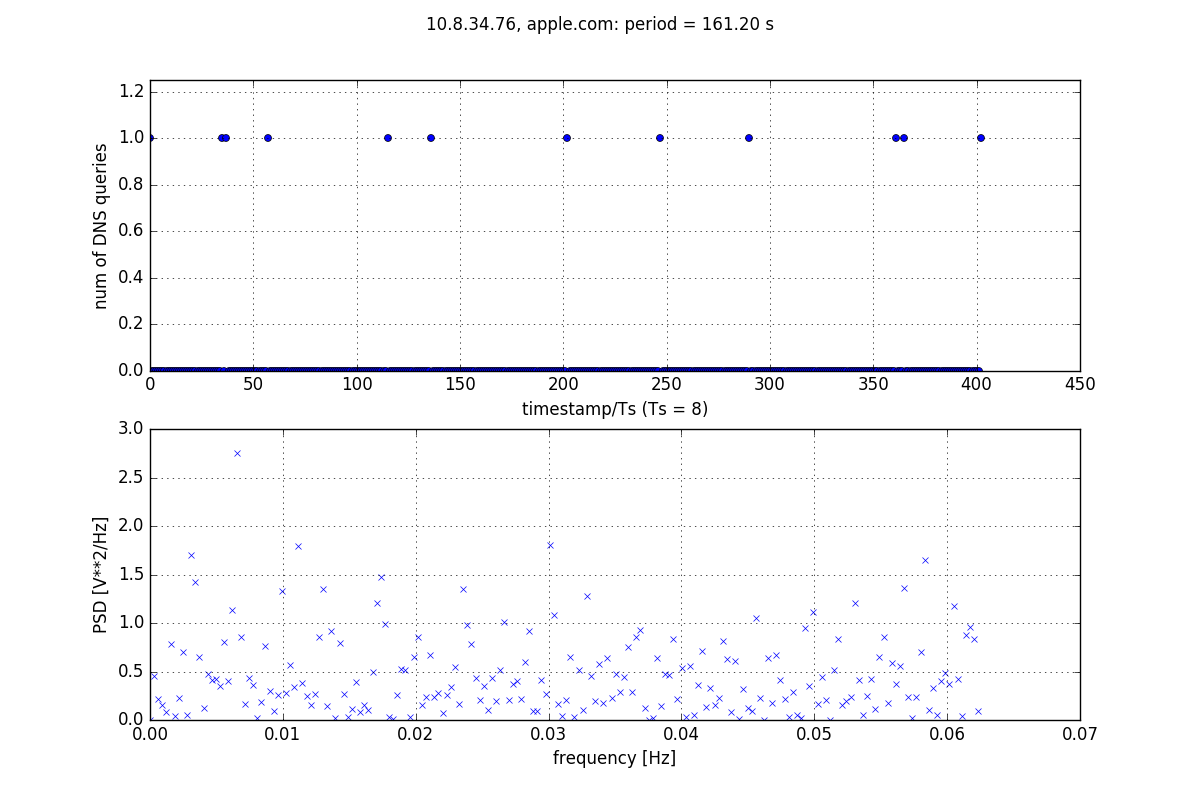 10.8.34.76, apple.com: period = 161.20 s
1.2
1.0
0.8
0.6
0.4
0.2
0.0
num of DNS queries
0 50 100 150 200 250 300 350 400 450
timestamp/Ts (Ts = 8)
3.0
2.5
2.0
1.5
1.0
0.5
0.0
PSD [V**2/Hz]
0.00 0.01 0.02 0.03 0.04 0.05 0.06 0.07
frequency [Hz]